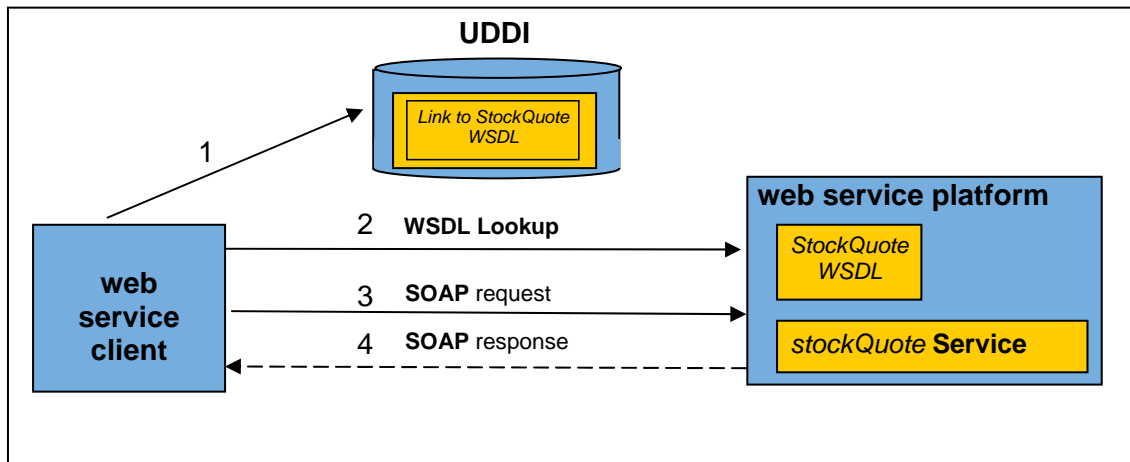 UDDI
Link to StockQuote
WSDL
1
web service platform
2 WSDL Lookup
StockQuote
WSDL
web
service
client
3 SOAP request
4 SOAP response
stockQuote Service